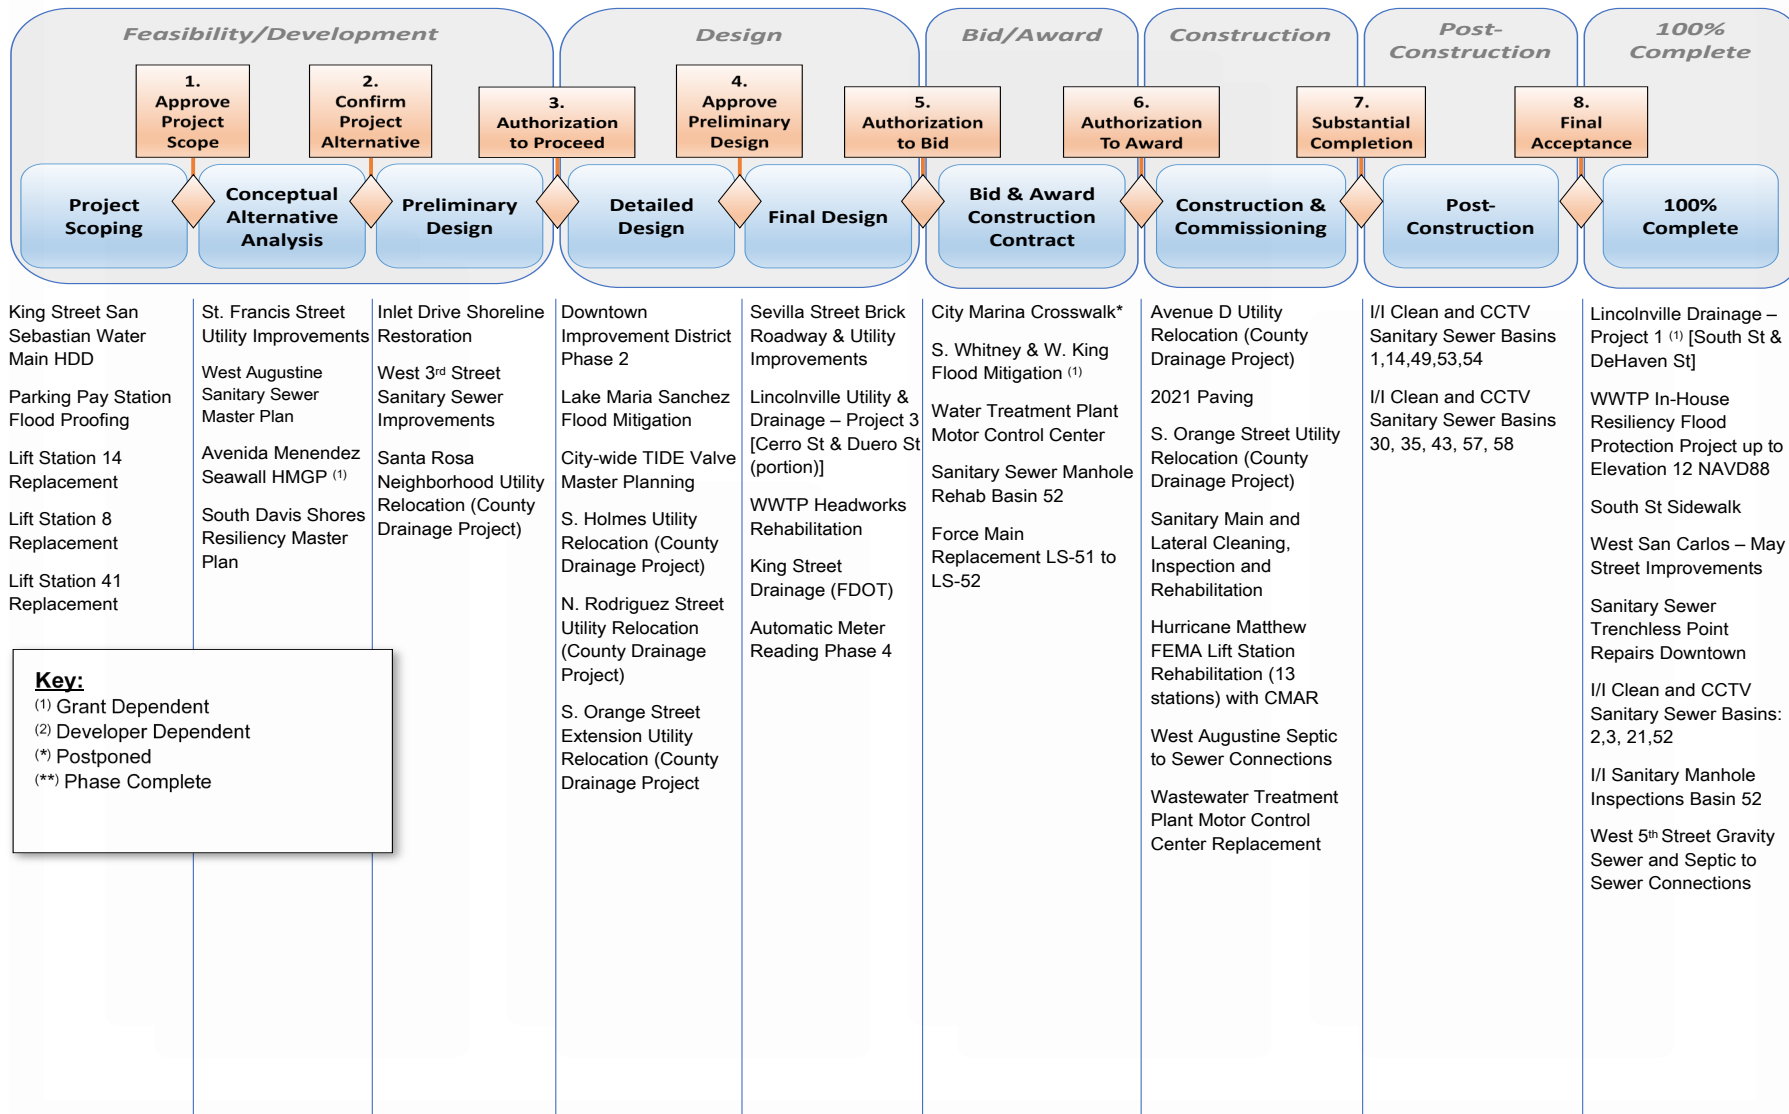 Feasibility/Development
Design
Bid/Award
Construction
Post-
Construction
100%
Complete
1.
Approve
Project
Scope
2.
Confirm
Project
Alternative
3.
Authorization
to Proceed
4.
Approve
Preliminary
Design
5.
Authorization
to Bid
6.
Authorization
To Award
7.
Substantial
Completion
8.
Final
Acceptance
Project
Scoping
Conceptual
Alternative
Analysis
Preliminary
Design
Detailed
Design
Final Design
Bid & Award
Construction
Contract
Construction &
Commissioning
Post-
Construction
100%
Complete
King Street San
Sebastian Water
Main HDD
Parking Pay Station
Flood Proofing
Lift Station 14
Replacement
Lift Station 8
Replacement
Lift Station 41
Replacement
St. Francis Street
Utility Improvements
West Augustine
Sanitary Sewer
Master Plan
Avenida Menendez
Seawall HMGP (1)
South Davis Shores
Resiliency Master
Plan
Inlet Drive Shoreline
Restoration
West 3rd Street
Sanitary Sewer
Improvements
Santa Rosa
Neighborhood Utility
Relocation (County
Drainage Project)
Downtown
Improvement District
Phase 2
Lake Maria Sanchez
Flood Mitigation
City-wide TIDE Valve
Master Planning
S. Holmes Utility
Relocation (County
Drainage Project)
N. Rodriguez Street
Utility Relocation
(County Drainage
Project)
S. Orange Street
Extension Utility
Relocation (County
Drainage Project
Sevilla Street Brick
Roadway & Utility
Improvements
Lincolnville Utility &
Drainage – Project 3
[Cerro St & Duero St
(portion)]
WWTP Headworks
Rehabilitation
King Street
Drainage (FDOT)
Automatic Meter
Reading Phase 4
City Marina Crosswalk*
S. Whitney & W. King
Flood Mitigation (1)
Water Treatment Plant
Motor Control Center
Sanitary Sewer Manhole
Rehab Basin 52
Force Main
Replacement LS-51 to
LS-52
Avenue D Utility
Relocation (County
Drainage Project)
2021 Paving
S. Orange Street Utility
Relocation (County
Drainage Project)
Sanitary Main and
Lateral Cleaning,
Inspection and
Rehabilitation
Hurricane Matthew
FEMA Lift Station
Rehabilitation (13
stations) with CMAR
West Augustine Septic
to Sewer Connections
Wastewater Treatment
Plant Motor Control
Center Replacement
I/I Clean and CCTV
Sanitary Sewer Basins
1,14,49,53,54
I/I Clean and CCTV
Sanitary Sewer Basins
30, 35, 43, 57, 58
Lincolnville Drainage –
Project 1 (1) [South St &
DeHaven St]
WWTP In-House
Resiliency Flood
Protection Project up to
Elevation 12 NAVD88
South St Sidewalk
West San Carlos – May
Street Improvements
Sanitary Sewer
Trenchless Point
Repairs Downtown
I/I Clean and CCTV
Sanitary Sewer Basins:
2,3, 21,52
I/I Sanitary Manhole
Inspections Basin 52
West 5th Street Gravity
Sewer and Septic to
Sewer Connections
Key:
(1) Grant Dependent
(2) Developer Dependent
(*) Postponed
(**) Phase Complete